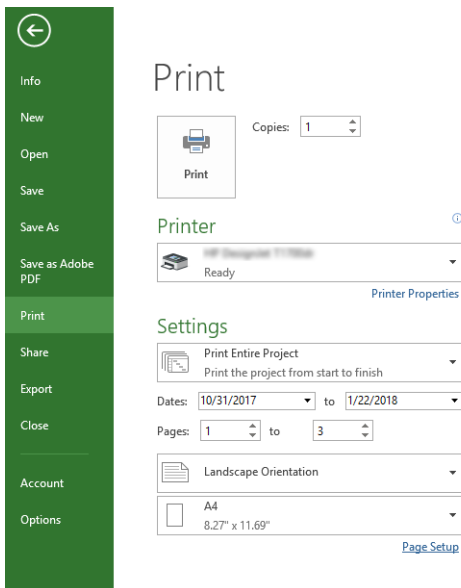 Info
New
Open
Save
Save As
Save as Adobe
PDF
Print
Share
Export
Close
Account
Options
Print
Print
Copies: 1
Printer
Ready
Printer Properties
Settings
Print Entire Project
Print the project from start to finish
Dates: 10/31/2017 to 1/22/2018
Pages: 1 to 3
Landscape Orientation
A4
8.27" x 11.69"
Page Setup